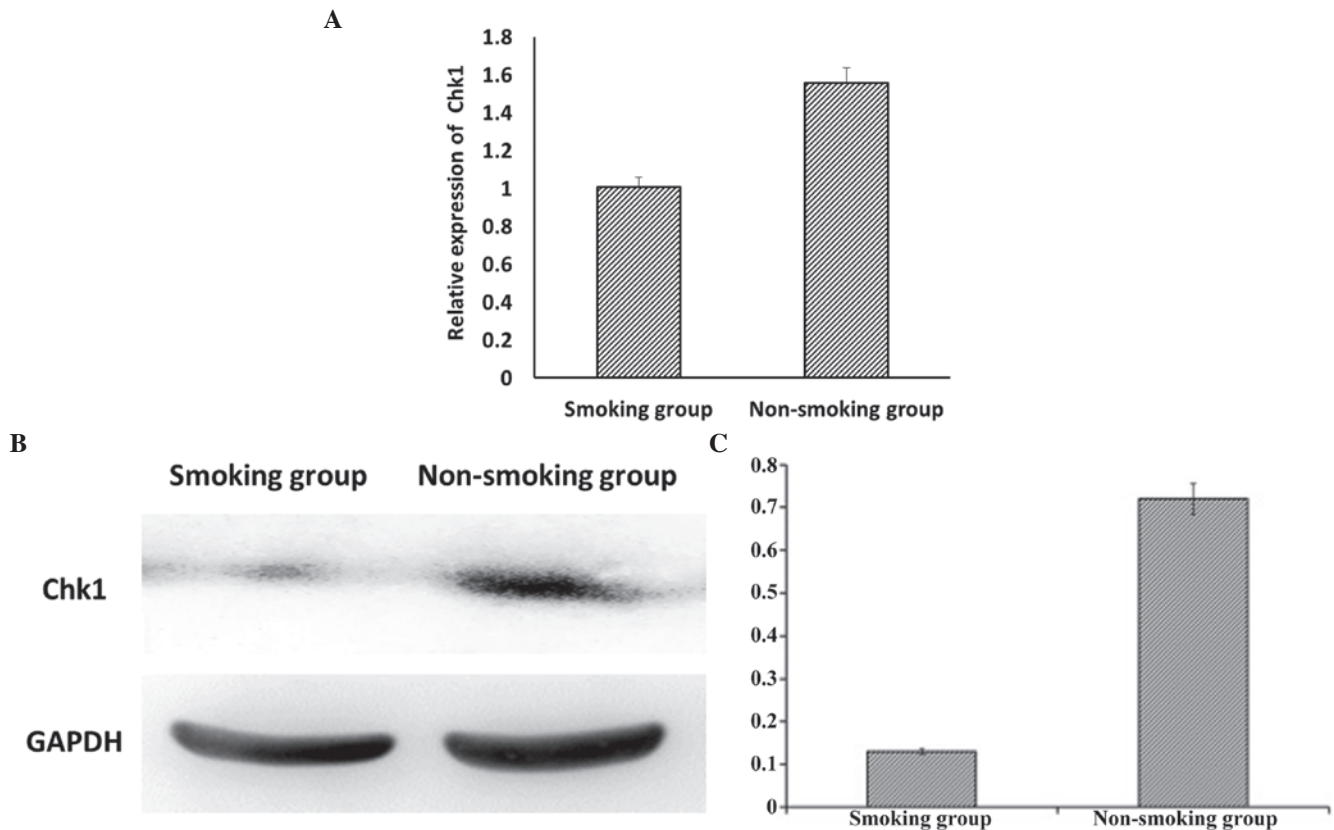 A
Relative expression of Chk1
1.8
1.6
1.4
1.2
1
0.8
0.6
0.4
0.2
0
Smoking group Non-smoking group
B
Smoking group Non-smoking group
Chk1
GAPDH
C
0.8
0.7
0.6
0.5
0.4
0.3
0.2
0.1
0
Smoking group Non-smoking group